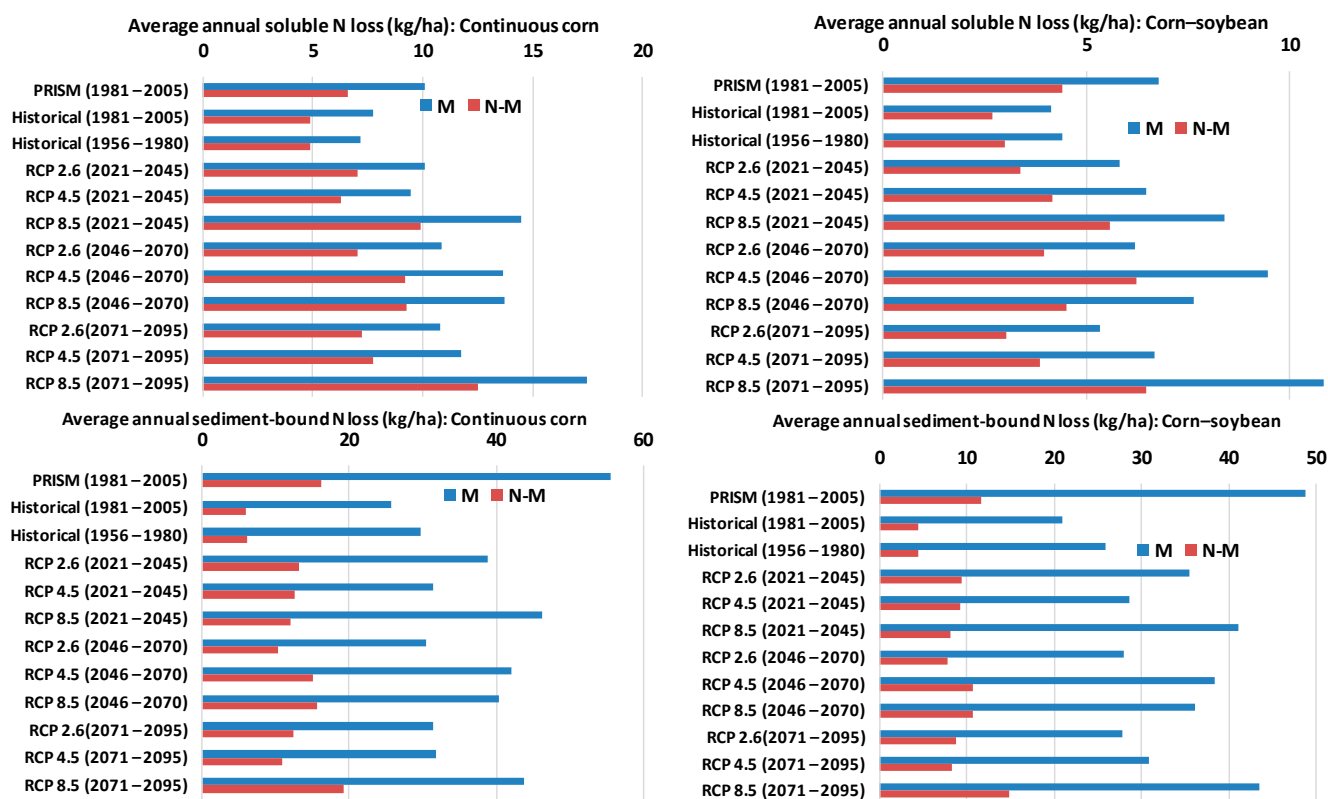 Average annual soluble N loss (kg/ha): Continuous corn
0 5 10 15 20
PRISM (1981–2005)
Historical (1981–2005)
Historical (1956–1980)
RCP 2.6 (2021–2045)
RCP 4.5 (2021–2045)
RCP 8.5 (2021–2045)
RCP 2.6 (2046–2070)
RCP 4.5 (2046–2070)
RCP 8.5 (2046–2070)
RCP 2.6(2071–2095)
RCP 4.5 (2071–2095)
RCP 8.5 (2071–2095)
M N-M
Average annual soluble N loss (kg/ha): Corn–soybean
0 5 10
PRISM (1981–2005)
Historical (1981–2005)
Historical (1956–1980)
RCP 2.6 (2021–2045)
RCP 4.5 (2021–2045)
RCP 8.5 (2021–2045)
RCP 2.6 (2046–2070)
RCP 4.5 (2046–2070)
RCP 8.5 (2046–2070)
RCP 2.6(2071–2095)
RCP 4.5 (2071–2095)
RCP 8.5 (2071–2095)
M N-M
Average annual sediment-bound N loss (kg/ha): Continuous corn
0 20 40 60
PRISM (1981–2005)
Historical (1981–2005)
Historical (1956–1980)
RCP 2.6 (2021–2045)
RCP 4.5 (2021–2045)
RCP 8.5 (2021–2045)
RCP 2.6 (2046–2070)
RCP 4.5 (2046–2070)
RCP 8.5 (2046–2070)
RCP 2.6(2071–2095)
RCP 4.5 (2071–2095)
RCP 8.5 (2071–2095)
M N-M
Average annual sediment-bound N loss (kg/ha): Corn–soybean
0 10 20 30 40 50
PRISM (1981–2005)
Historical (1981–2005)
Historical (1956–1980)
RCP 2.6 (2021–2045)
RCP 4.5 (2021–2045)
RCP 8.5 (2021–2045)
RCP 2.6 (2046–2070)
RCP 4.5 (2046–2070)
RCP 8.5 (2046–2070)
RCP 2.6(2071–2095)
RCP 4.5 (2071–2095)
RCP 8.5 (2071–2095)
M N-M